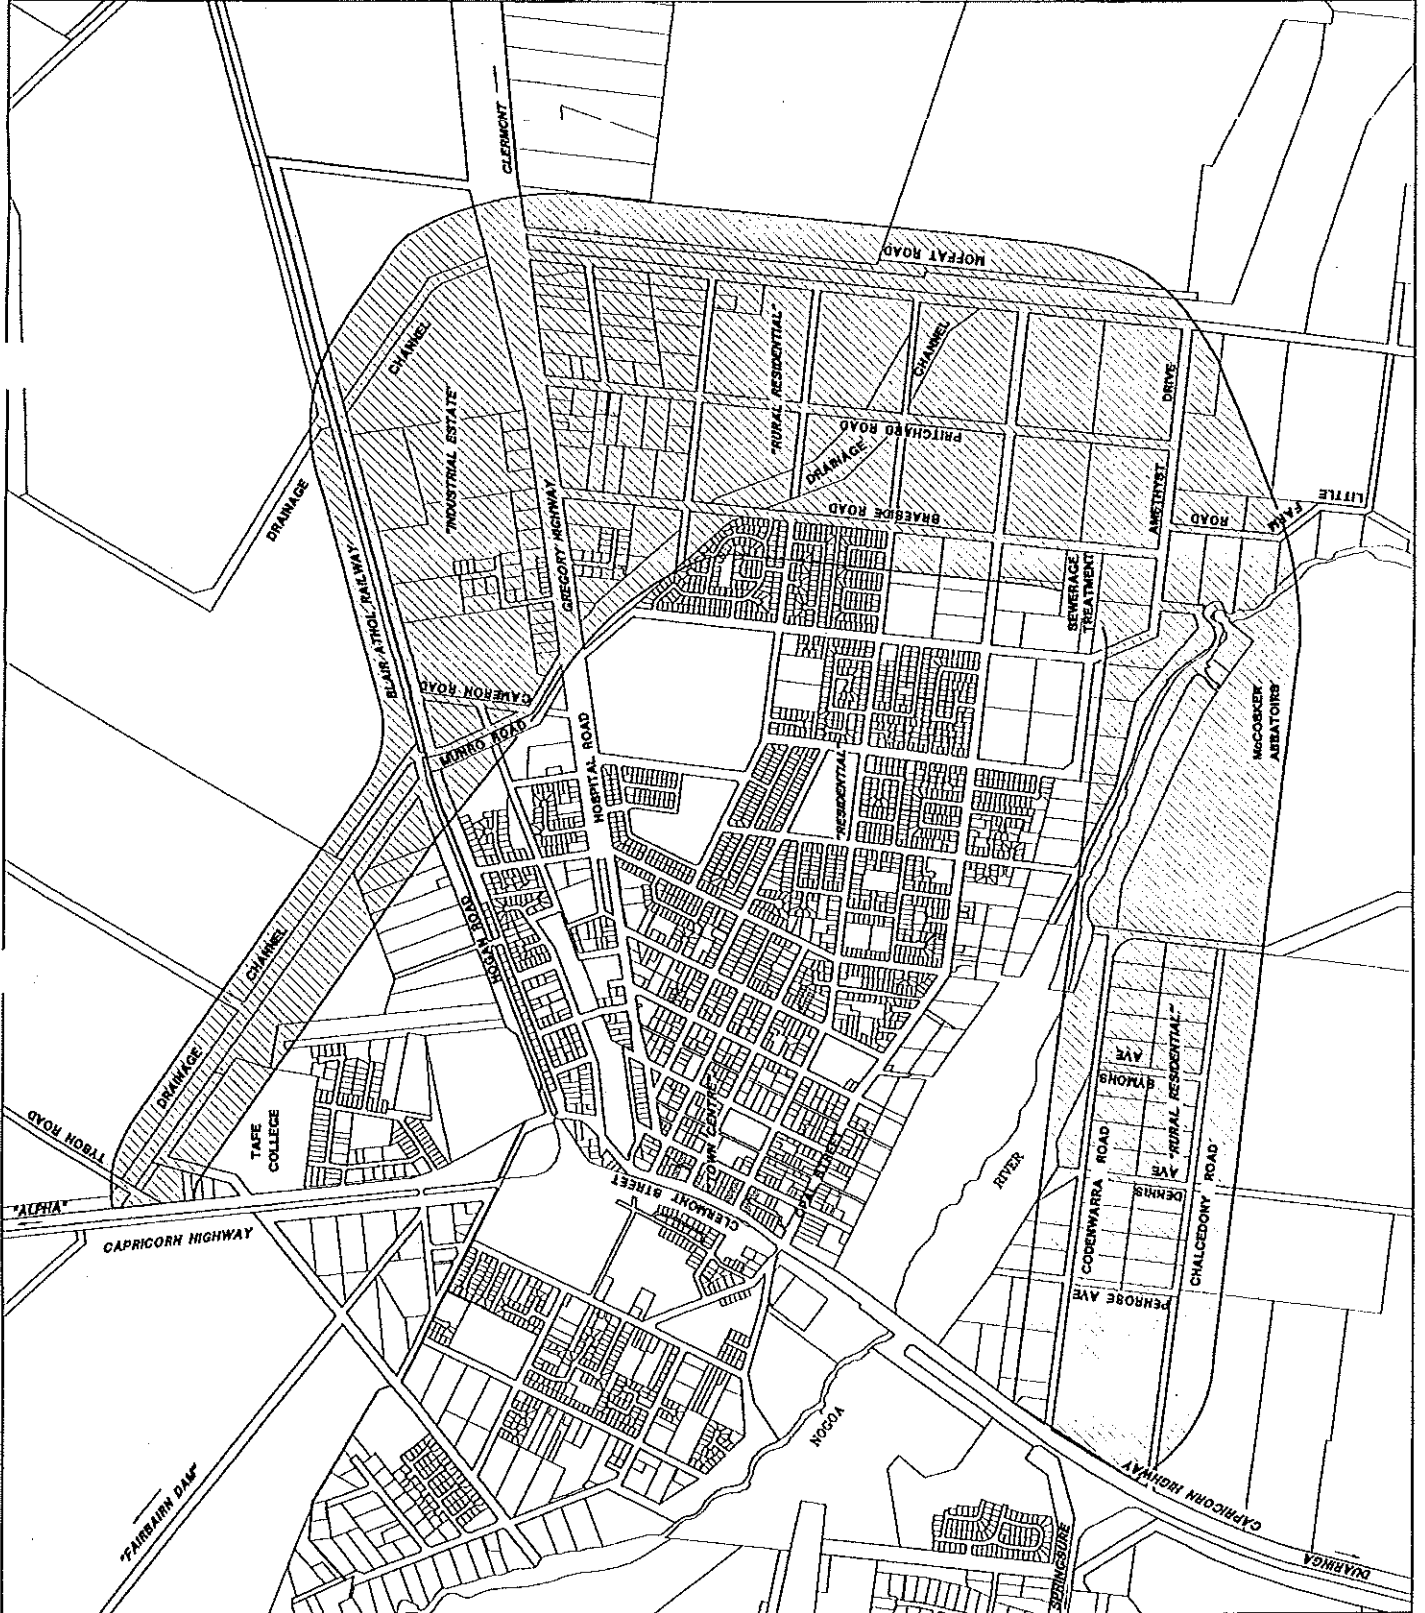 CLERMONT
MOFFAT ROAD
CHANNEL
"INDUSTRIAL ESTATE"
"RURAL RESIDENTIAL"
CHANNEL
DRIVE
PRITCHARD ROAD
DRAINAGE
DRAINAGE
GREGORY HIGHWAY
BRAESIDE ROAD
AMETHYST
LITTLE
FARM
ROAD
BLAIR ATHOL RAILWAY
SEWERAGE
TREATMENT
CAMERON ROAD
MUNRO ROAD
HOSPITAL ROAD
McCOSKER
ABBATOIRS
"RESIDENTIAL"
HOGAN ROAD
CHANNEL
DRAINAGE
TYSON ROAD
TAFE
COLLEGE
"ALPHA"
CAPRICORN HIGHWAY
CLERMONT STREET
"TOWN CENTRE"
OPAL STREET
RIVER
SYMONS
AVE
"RURAL RESIDENTIAL"
DENNIS
AVE
CODENWARRA ROAD
CHALCEDONY ROAD
PENROSE AVE
NOGOA
"FAIRBAIRN DAM"
CAPRICORN HIGHWAY
DUARINGA
SPRINGSURE